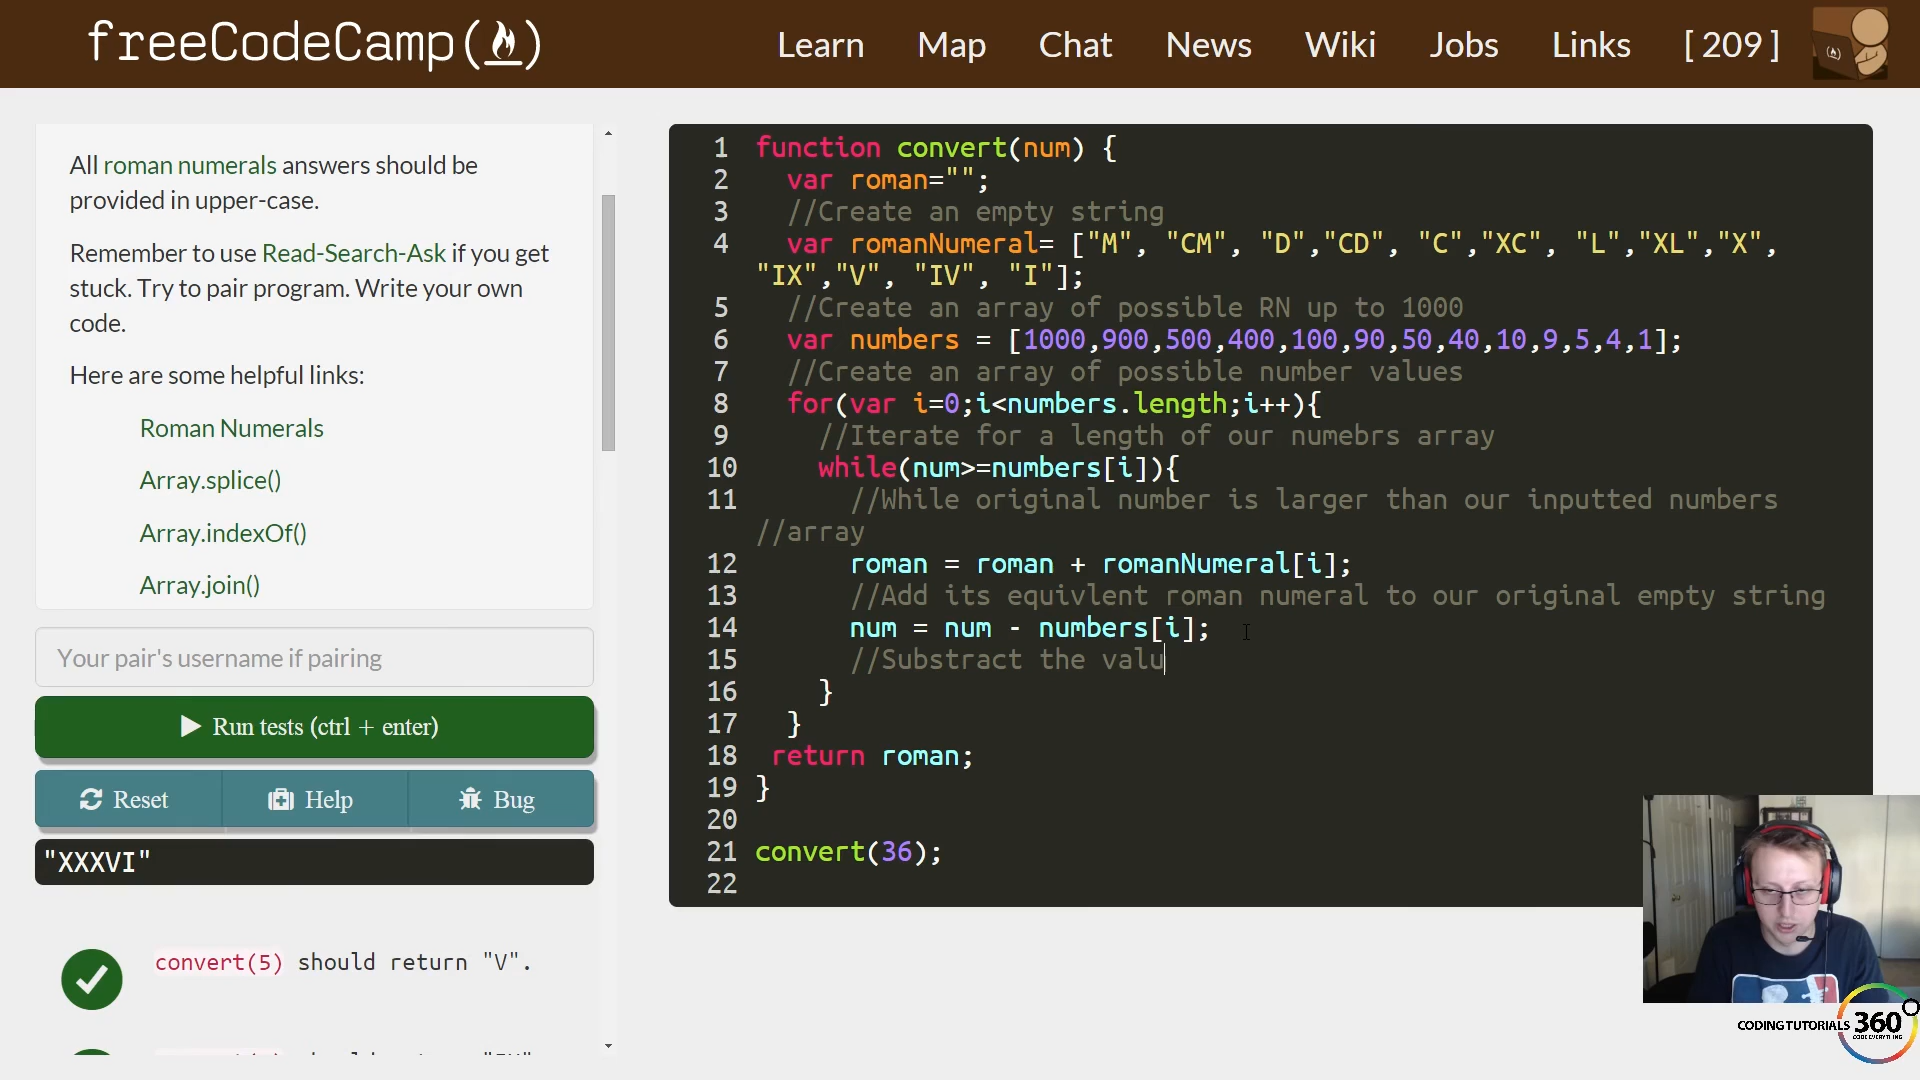 freeCodeCamp(🔥)
Learn Map Chat News Wiki Jobs Links [ 209 ]
All roman numerals answers should be
provided in upper-case.
Remember to use Read-Search-Ask if you get
stuck. Try to pair program. Write your own
code.
Here are some helpful links:
Roman Numerals
Array.splice()
Array.indexOf()
Array.join()
Your pair's username if pairing
Run tests (ctrl + enter)
Reset Help Bug
"XXXVI"
convert(5) should return "V".
1 function convert(num) {
2 var roman="";
3 //Create an empty string
4 var romanNumeral= ["M", "CM", "D","CD", "C","XC", "L","XL","X",
"IX","V", "IV", "I"];
5 //Create an array of possible RN up to 1000
6 var numbers = [1000,900,500,400,100,90,50,40,10,9,5,4,1];
7 //Create an array of possible number values
8 for(var i=0;i<numbers.length;i++){
9 //Iterate for a length of our numebrs array
10 while(num>=numbers[i]){
11 //While original number is larger than our inputted numbers
//array
12 roman = roman + romanNumeral[i];
13 //Add its equivlent roman numeral to our original empty string
14 num = num - numbers[i];
15 //Substract the valu
16 }
17 }
18 return roman;
19 }
20
21 convert(36);
22
CODING TUTORIALS 360
CODE EVERYTHING